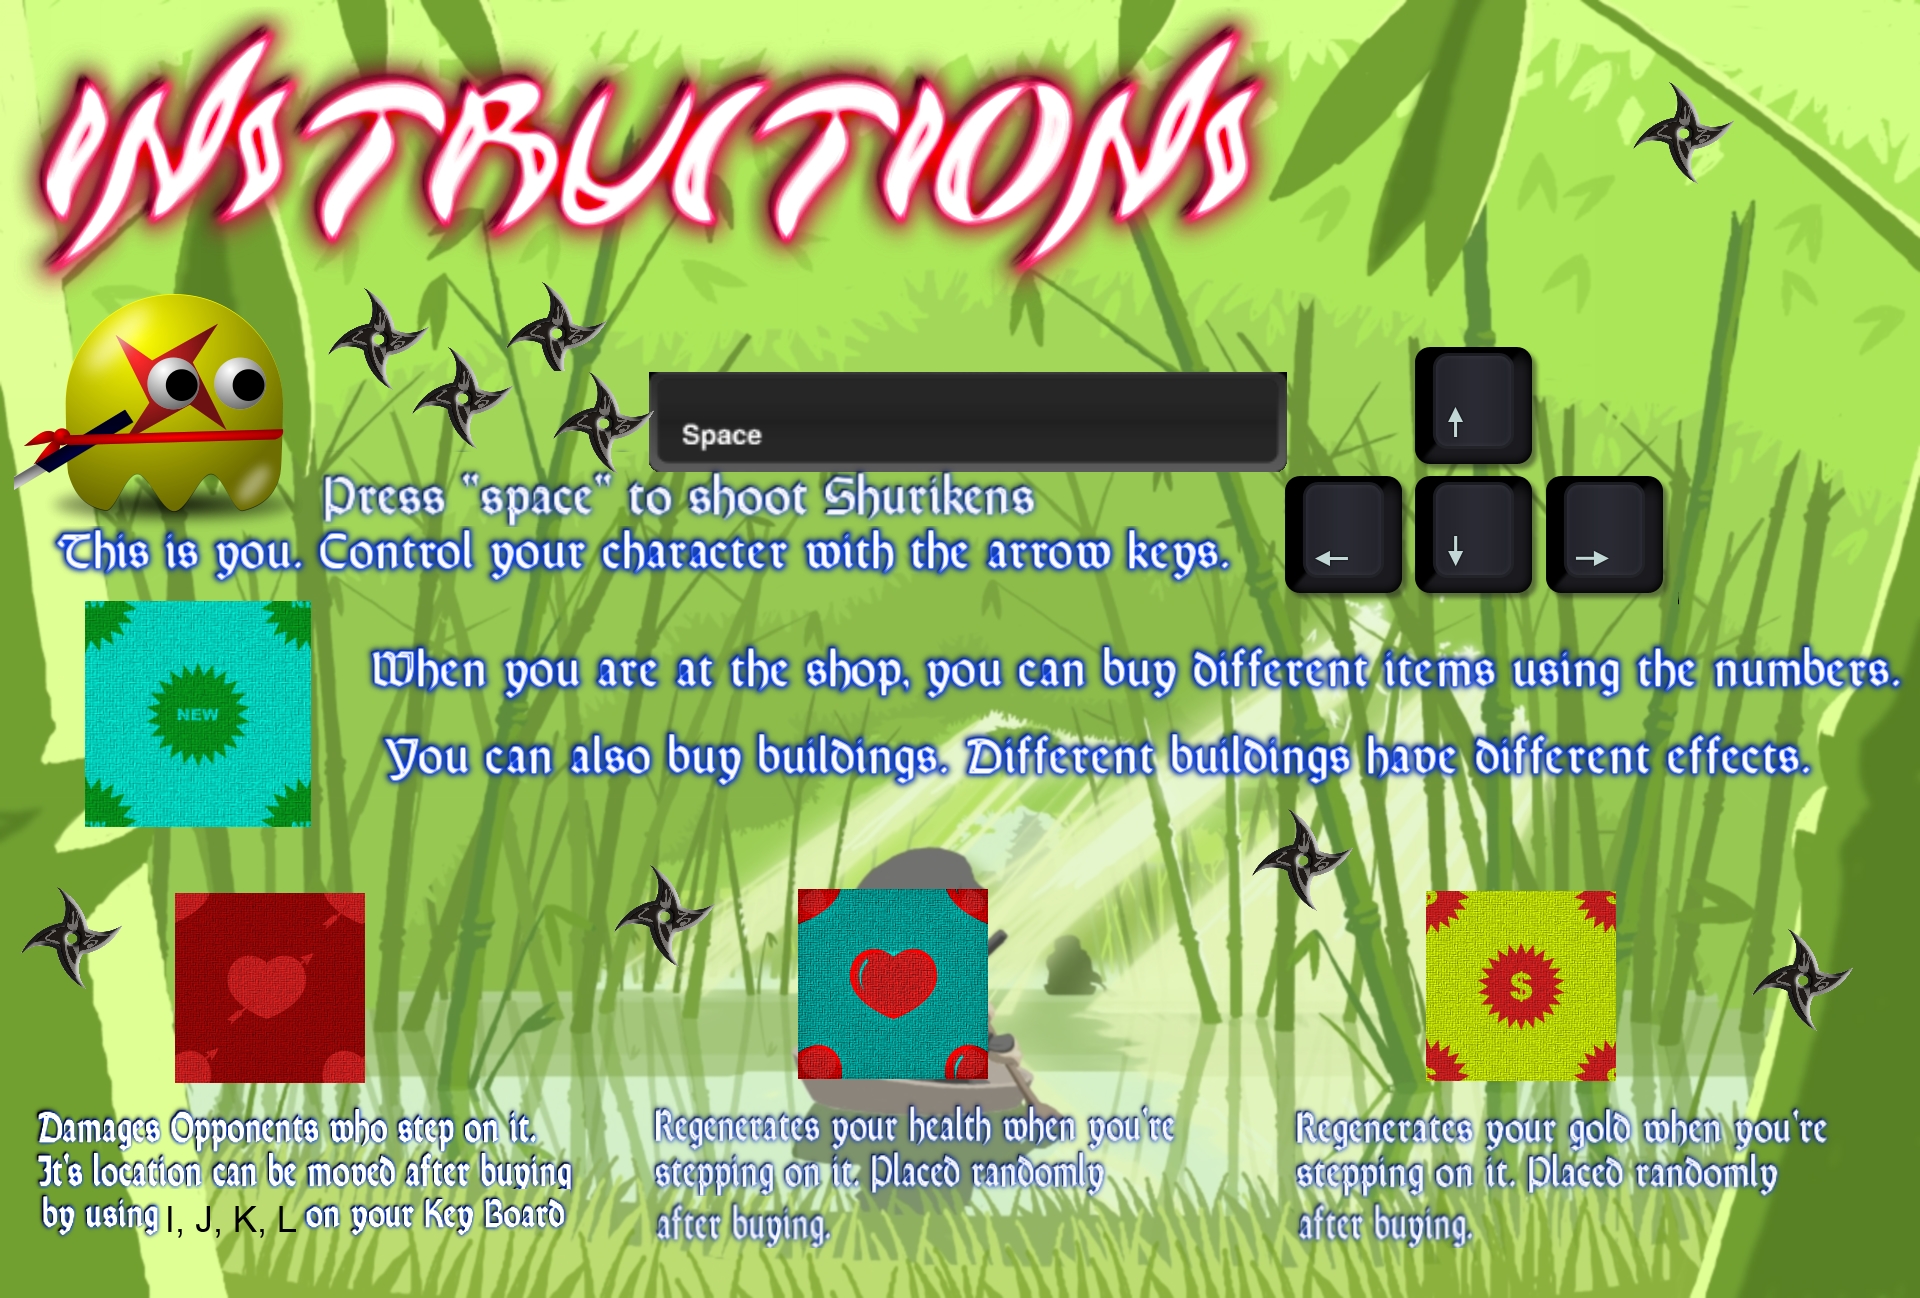 INSTRUCTIONS
Space
Press "space" to shoot Shurikens
This is you. Control your character with the arrow keys.
NEW
When you are at the shop, you can buy different items using the numbers.
You can also buy buildings. Different buildings have different effects.
$
Damages Opponents who step on it.
It's location can be moved after buying
by using I, J, K, L on your Key Board
Regenerates your health when you're
stepping on it. Placed randomly
after buying.
Regenerates your gold when you're
stepping on it. Placed randomly
after buying.